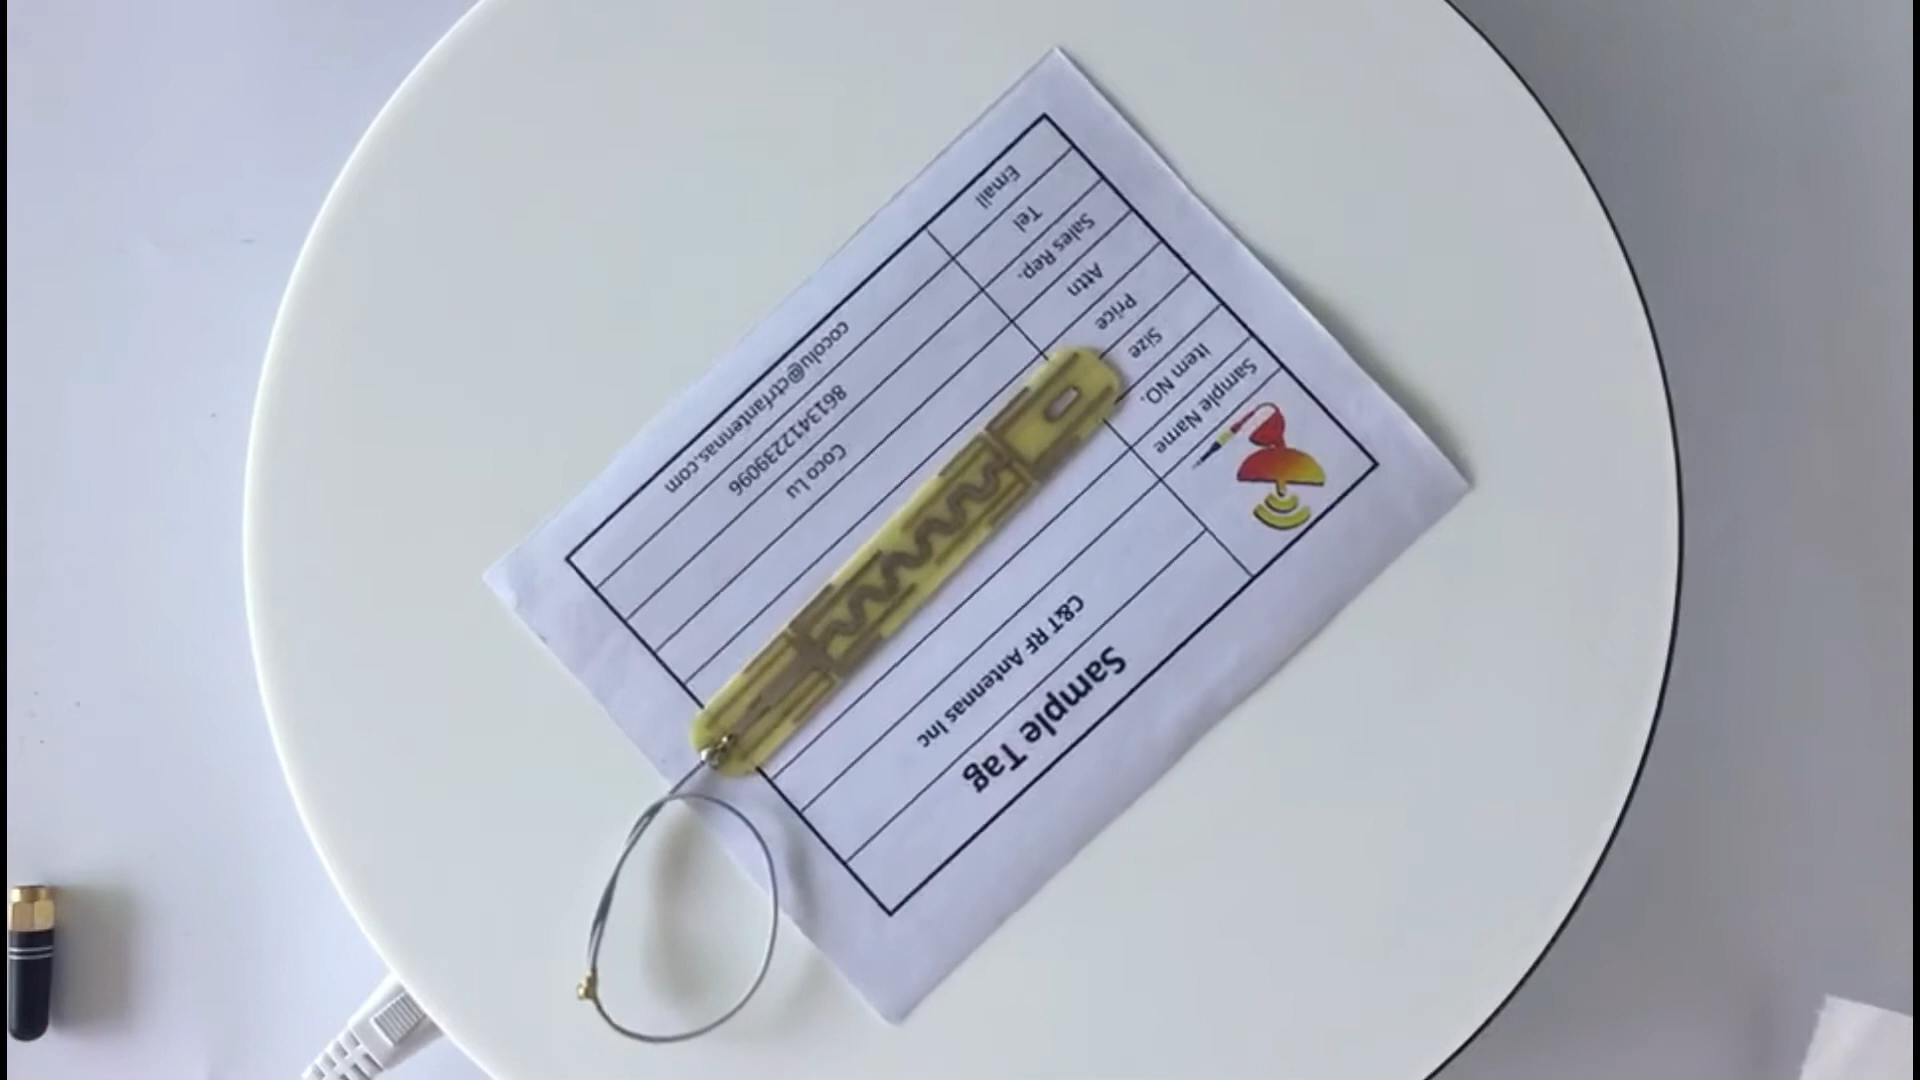 Sample Tag
C&T RF Antennas Inc
Sample Name
Item NO.
Size
Price
Attn
Sales Rep. Coco Lu
Tel 8613412239096
Email cocolu@ctrfantennas.com